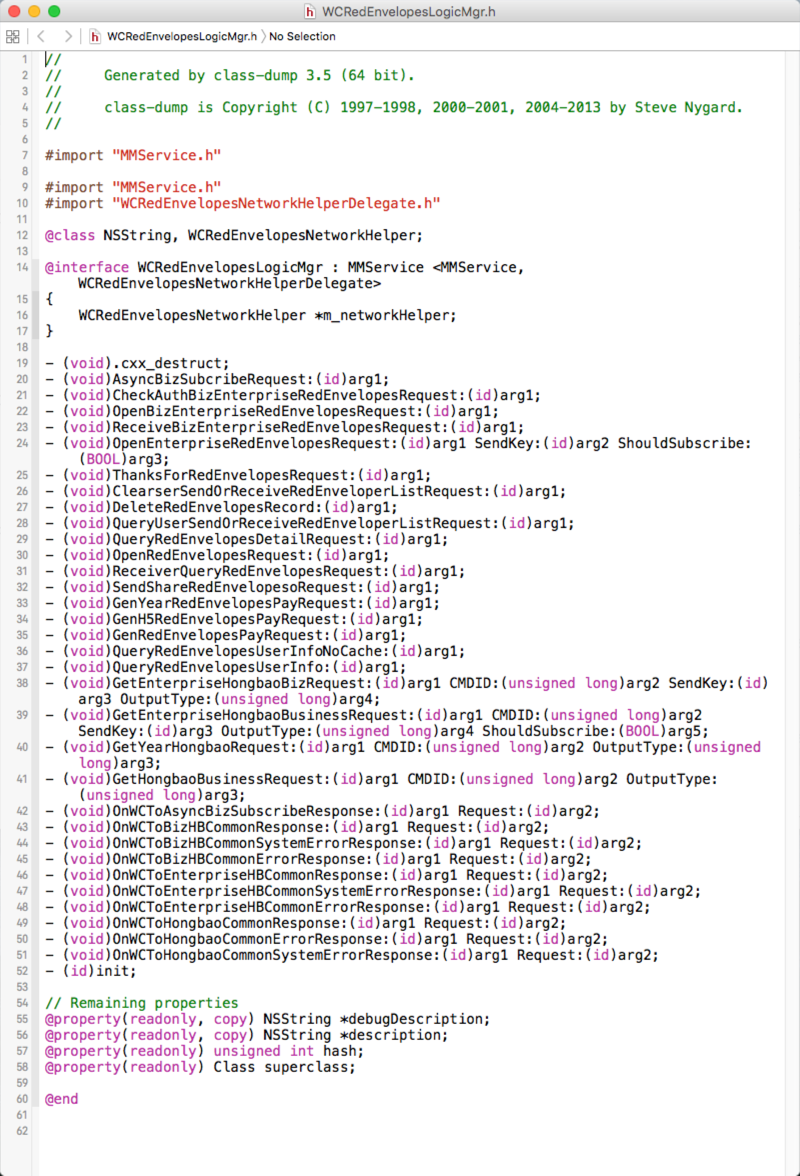 WCRedEnvelopesLogicMgr.h
WCRedEnvelopesLogicMgr.h 〉 No Selection
1 //
2 //     Generated by class-dump 3.5 (64 bit).
3 //
4 //     class-dump is Copyright (C) 1997-1998, 2000-2001, 2004-2013 by Steve Nygard.
5 //
6
7 #import "MMService.h"
8
9 #import "MMService.h"
10 #import "WCRedEnvelopesNetworkHelperDelegate.h"
11
12 @class NSString, WCRedEnvelopesNetworkHelper;
13
14 @interface WCRedEnvelopesLogicMgr : MMService <MMService,
WCRedEnvelopesNetworkHelperDelegate>
15 {
16     WCRedEnvelopesNetworkHelper *m_networkHelper;
17 }
18
19 - (void).cxx_destruct;
20 - (void)AsyncBizSubcribeRequest:(id)arg1;
21 - (void)CheckAuthBizEnterpriseRedEnvelopesRequest:(id)arg1;
22 - (void)OpenBizEnterpriseRedEnvelopesRequest:(id)arg1;
23 - (void)ReceiveBizEnterpriseRedEnvelopesRequest:(id)arg1;
24 - (void)OpenEnterpriseRedEnvelopesRequest:(id)arg1 SendKey:(id)arg2 ShouldSubscribe:
(BOOL)arg3;
25 - (void)ThanksForRedEnvelopesRequest:(id)arg1;
26 - (void)ClearserSendOrReceiveRedEnveloperListRequest:(id)arg1;
27 - (void)DeleteRedEnvelopesRecord:(id)arg1;
28 - (void)QueryUserSendOrReceiveRedEnveloperListRequest:(id)arg1;
29 - (void)QueryRedEnvelopesDetailRequest:(id)arg1;
30 - (void)OpenRedEnvelopesRequest:(id)arg1;
31 - (void)ReceiverQueryRedEnvelopesRequest:(id)arg1;
32 - (void)SendShareRedEnvelopesoRequest:(id)arg1;
33 - (void)GenYearRedEnvelopesPayRequest:(id)arg1;
34 - (void)GenH5RedEnvelopesPayRequest:(id)arg1;
35 - (void)GenRedEnvelopesPayRequest:(id)arg1;
36 - (void)QueryRedEnvelopesUserInfoNoCache:(id)arg1;
37 - (void)QueryRedEnvelopesUserInfo:(id)arg1;
38 - (void)GetEnterpriseHongbaoBizRequest:(id)arg1 CMDID:(unsigned long)arg2 SendKey:(id)
arg3 OutputType:(unsigned long)arg4;
39 - (void)GetEnterpriseHongbaoBusinessRequest:(id)arg1 CMDID:(unsigned long)arg2
SendKey:(id)arg3 OutputType:(unsigned long)arg4 ShouldSubscribe:(BOOL)arg5;
40 - (void)GetYearHongbaoRequest:(id)arg1 CMDID:(unsigned long)arg2 OutputType:(unsigned
long)arg3;
41 - (void)GetHongbaoBusinessRequest:(id)arg1 CMDID:(unsigned long)arg2 OutputType:
(unsigned long)arg3;
42 - (void)OnWCToAsyncBizSubscribeResponse:(id)arg1 Request:(id)arg2;
43 - (void)OnWCToBizHBCommonResponse:(id)arg1 Request:(id)arg2;
44 - (void)OnWCToBizHBCommonSystemErrorResponse:(id)arg1 Request:(id)arg2;
45 - (void)OnWCToBizHBCommonErrorResponse:(id)arg1 Request:(id)arg2;
46 - (void)OnWCToEnterpriseHBCommonResponse:(id)arg1 Request:(id)arg2;
47 - (void)OnWCToEnterpriseHBCommonSystemErrorResponse:(id)arg1 Request:(id)arg2;
48 - (void)OnWCToEnterpriseHBCommonErrorResponse:(id)arg1 Request:(id)arg2;
49 - (void)OnWCToHongbaoCommonResponse:(id)arg1 Request:(id)arg2;
50 - (void)OnWCToHongbaoCommonErrorResponse:(id)arg1 Request:(id)arg2;
51 - (void)OnWCToHongbaoCommonSystemErrorResponse:(id)arg1 Request:(id)arg2;
52 - (id)init;
53
54 // Remaining properties
55 @property(readonly, copy) NSString *debugDescription;
56 @property(readonly, copy) NSString *description;
57 @property(readonly) unsigned int hash;
58 @property(readonly) Class superclass;
59
60 @end
61
62